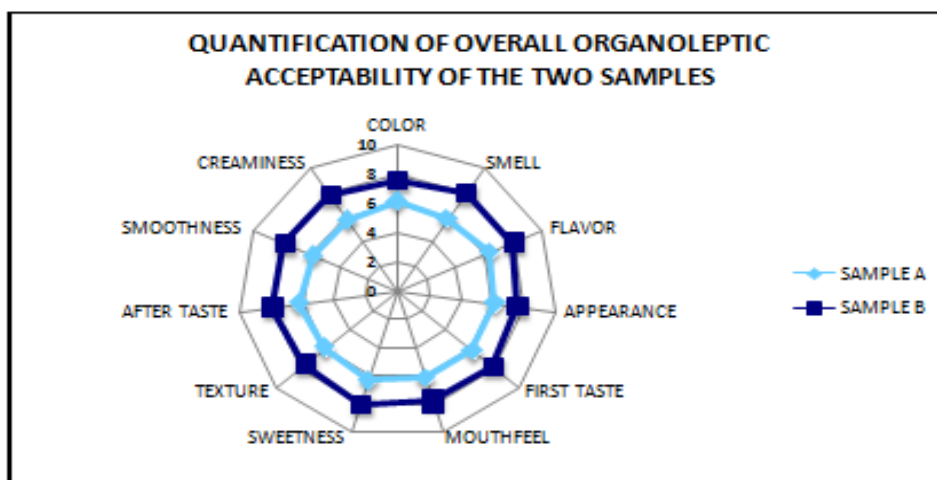 QUANTIFICATION OF OVERALL ORGANOLEPTIC
ACCEPTABILITY OF THE TWO SAMPLES
COLOR
SMELL
FLAVOR
APPEARANCE
FIRST TASTE
MOUTHFEEL
SWEETNESS
TEXTURE
AFTER TASTE
SMOOTHNESS
CREAMINESS
10
8
6
4
2
0
SAMPLE A
SAMPLE B